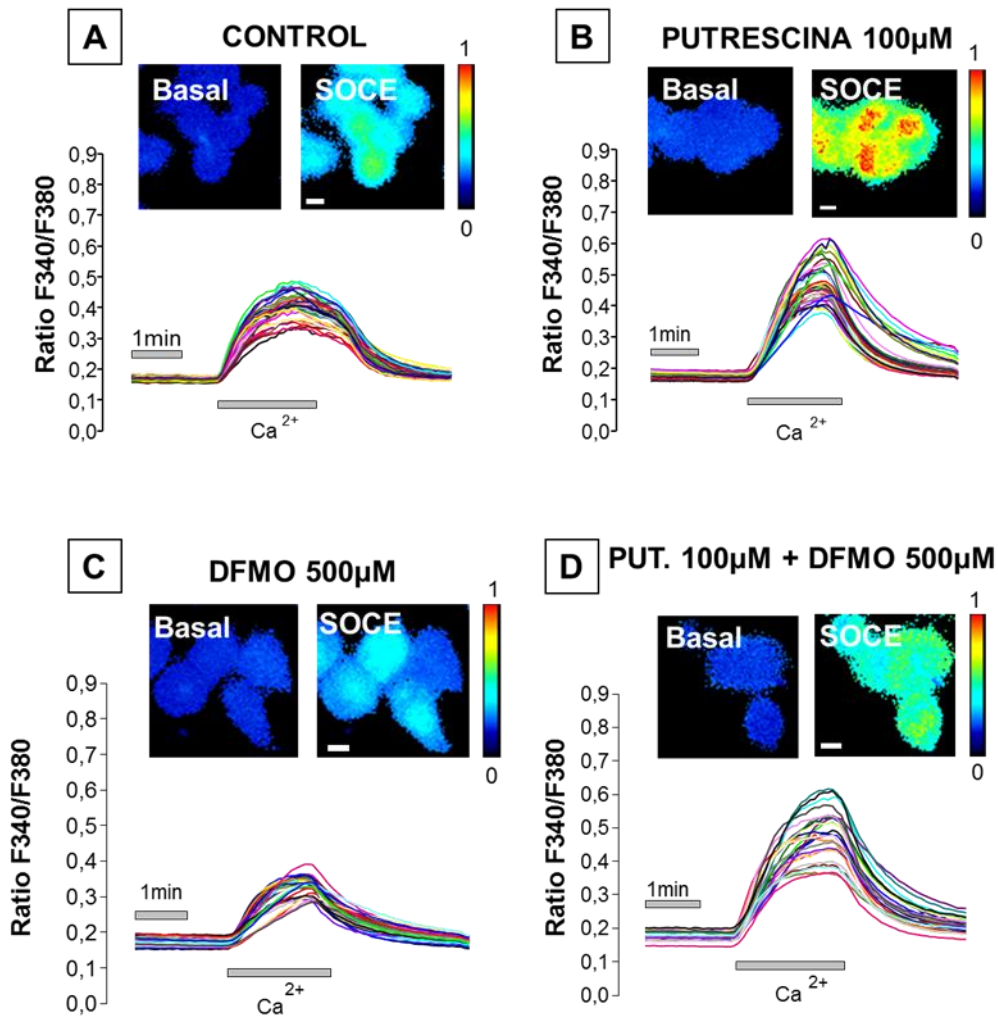 A
CONTROL
Basal
SOCE
1
0
Ratio F340/F380
0,9
0,8
0,7
0,6
0,5
0,4
0,3
0,2
0,1
0,0
1min
Ca 2+
B
PUTRESCINA 100µM
Basal
SOCE
1
0
Ratio F340/F380
0,9
0,8
0,7
0,6
0,5
0,4
0,3
0,2
0,1
0,0
1min
Ca 2+
C
DFMO 500µM
Basal
SOCE
1
0
Ratio F340/F380
0,9
0,8
0,7
0,6
0,5
0,4
0,3
0,2
0,1
0,0
1min
Ca 2+
D
PUT. 100µM + DFMO 500µM
Basal
SOCE
1
0
Ratio F340/F380
0,9
0,8
0,7
0,6
0,5
0,4
0,3
0,2
0,1
0,0
1min
Ca 2+